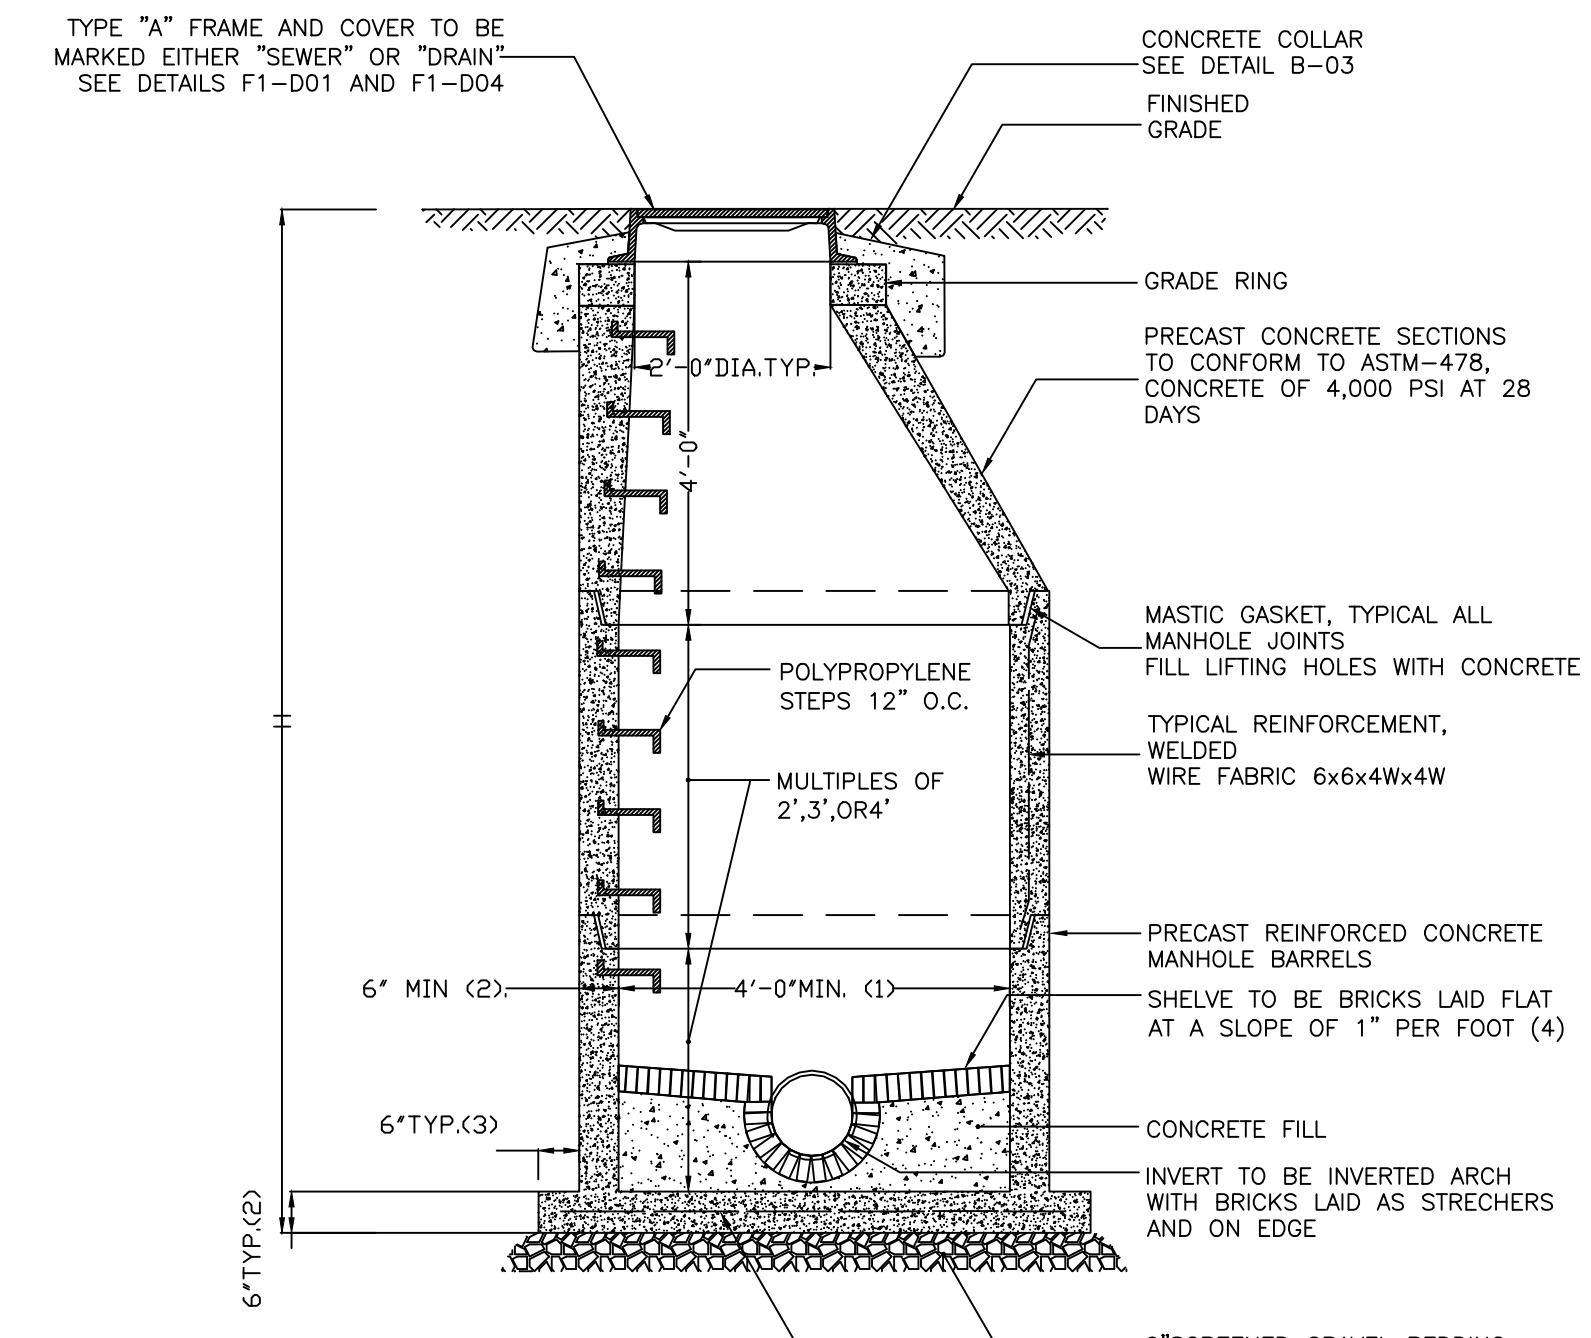 TYPE "A" FRAME AND COVER TO BE
MARKED EITHER "SEWER" OR "DRAIN"
SEE DETAILS F1-D01 AND F1-D04
CONCRETE COLLAR
SEE DETAIL B-03
FINISHED
GRADE
GRADE RING
PRECAST CONCRETE SECTIONS
TO CONFORM TO ASTM-478,
CONCRETE OF 4,000 PSI AT 28
DAYS
2'-0"DIA.TYP.
4'-0"
MASTIC GASKET, TYPICAL ALL
MANHOLE JOINTS
FILL LIFTING HOLES WITH CONCRETE
POLYPROPYLENE
STEPS 12" O.C.
TYPICAL REINFORCEMENT,
WELDED
WIRE FABRIC 6x6x4Wx4W
MULTIPLES OF
2',3',OR4'
PRECAST REINFORCED CONCRETE
MANHOLE BARRELS
6" MIN (2).
4'-0"MIN. (1)
SHELVE TO BE BRICKS LAID FLAT
AT A SLOPE OF 1" PER FOOT (4)
6"TYP.(3)
CONCRETE FILL
INVERT TO BE INVERTED ARCH
WITH BRICKS LAID AS STRECHERS
AND ON EDGE
6"TYP.(2)